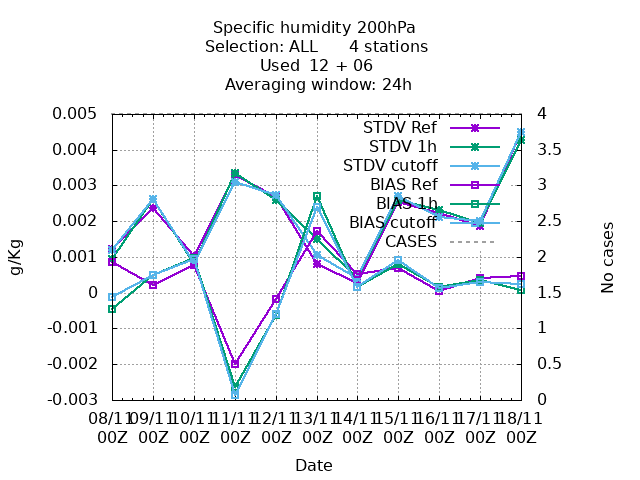 Specific humidity 200hPa
Selection: ALL 4 stations
Used 12 + 06
Averaging window: 24h
0.005
0.004
0.003
0.002
0.001
0
-0.001
-0.002
-0.003
g/Kg
4
3.5
3
2.5
2
1.5
1
0.5
0
No cases
STDV Ref
STDV 1h
STDV cutoff
BIAS Ref
BIAS 1h
BIAS cutoff
CASES
08/11 09/11 10/11 11/11 12/11 13/11 14/11 15/11 16/11 17/11 18/11
00Z 00Z 00Z 00Z 00Z 00Z 00Z 00Z 00Z 00Z 00Z
Date